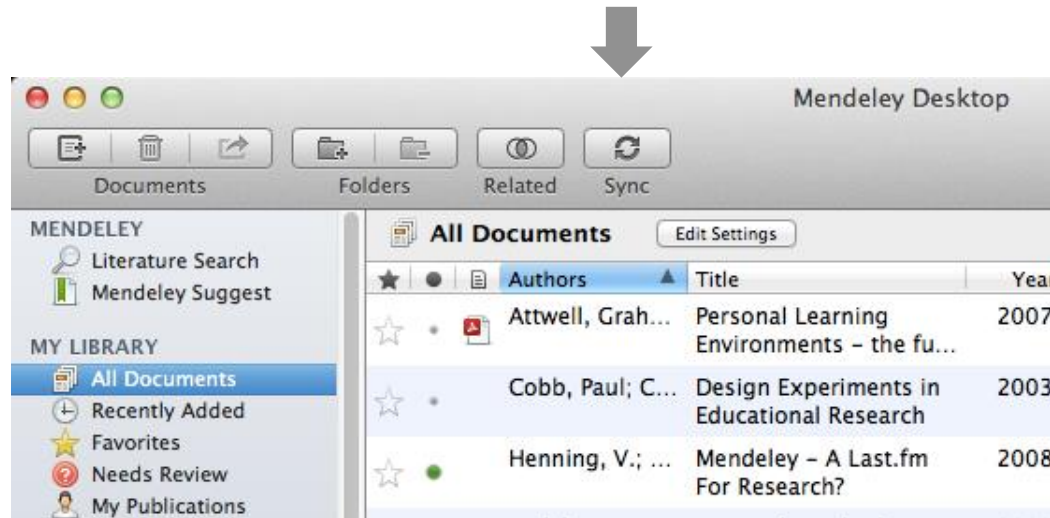 Mendeley Desktop
Documents Folders Related Sync
MENDELEY
Literature Search
Mendeley Suggest
MY LIBRARY
All Documents
Recently Added
Favorites
Needs Review
My Publications
All Documents Edit Settings
Authors Title Year
Attwell, Grah... Personal Learning 2007
Environments – the fu...
Cobb, Paul; C... Design Experiments in 2003
Educational Research
Henning, V.; ... Mendeley – A Last.fm 2008
For Research?